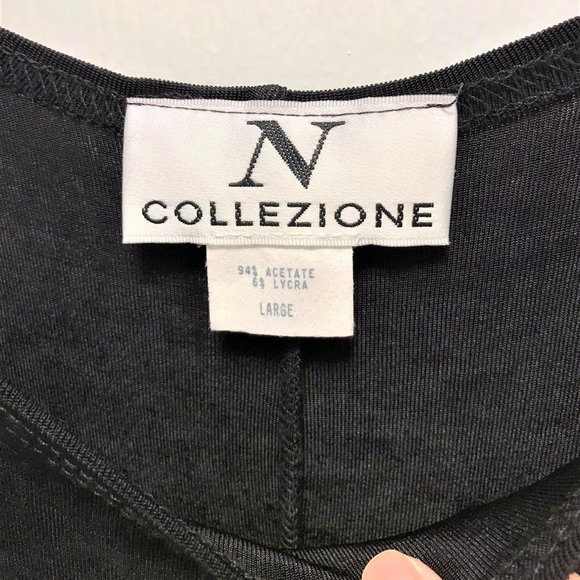 N
COLLEZIONE
94% ACETATE
6% LYCRA
LARGE